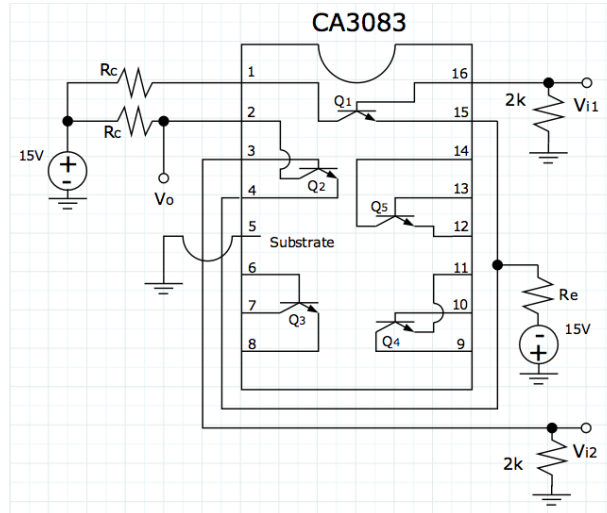 CA3083
Rc
1
16
Q1
2k
Vi1
Rc
2
15
15V
+
-
Vo
3
14
4
Q2
13
Q5
5
12
Substrate
6
11
7
Q3
10
Re
8
Q4
9
15V
-
+
Vi2
2k